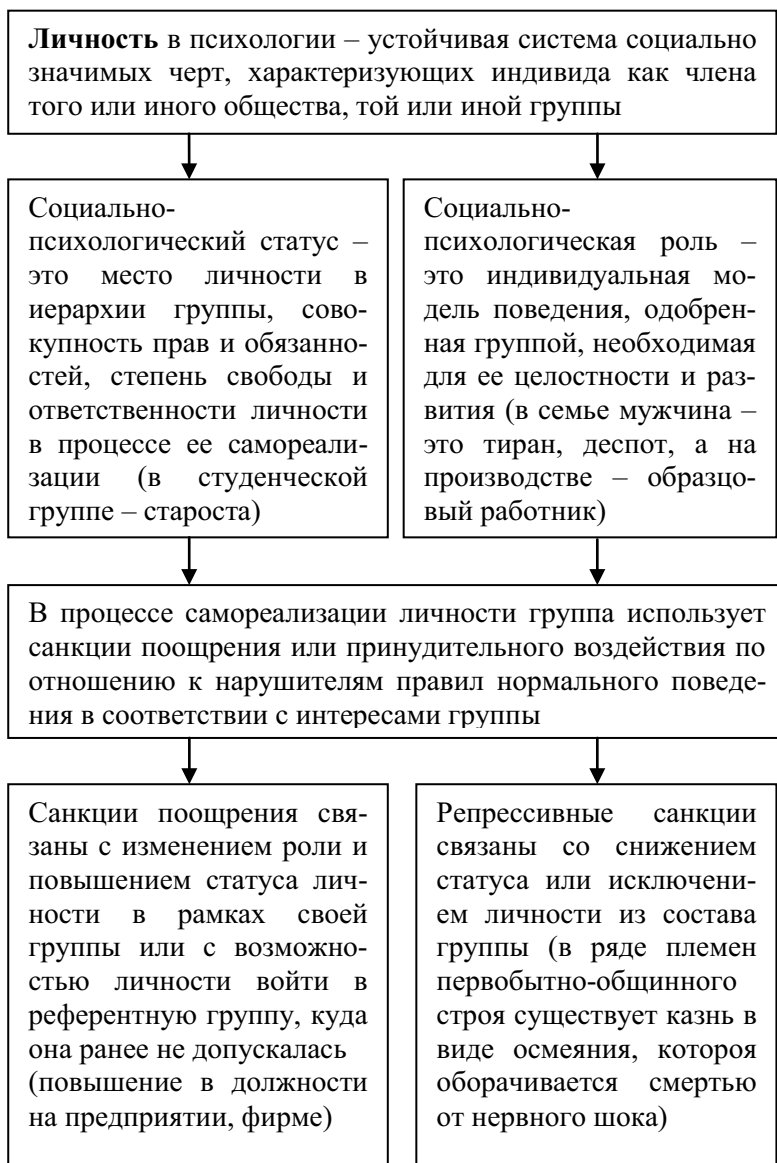 Личность в психологии – устойчивая система социально
значимых черт, характеризующих индивида как члена
того или иного общества, той или иной группы
Социально-
психологический статус –
это место личности в
иерархии группы, сово-
купность прав и обязанно-
стей, степень свободы и
ответственности личности
в процессе ее самореали-
зации (в студенческой
группе – староста)
Социально-
психологическая роль –
это индивидуальная мо-
дель поведения, одобрен-
ная группой, необходимая
для ее целостности и раз-
вития (в семье мужчина –
это тиран, деспот, а на
производстве – образцо-
вый работник)
В процессе самореализации личности группа использует
санкции поощрения или принудительного воздействия по
отношению к нарушителям правил нормального поведе-
ния в соответствии с интересами группы
Санкции поощрения свя-
заны с изменением роли и
повышением статуса лич-
ности в рамках своей
группы или с возможно-
стью личности войти в
референтную группу, куда
она ранее не допускалась
(повышение в должности
на предприятии, фирме)
Репрессивные санкции
связаны со снижением
статуса или исключени-
ем личности из состава
группы (в ряде племен
первобытно-общинного
строя существует казнь в
виде осмеяния, котороя
оборачивается смертью
от нервного шока)